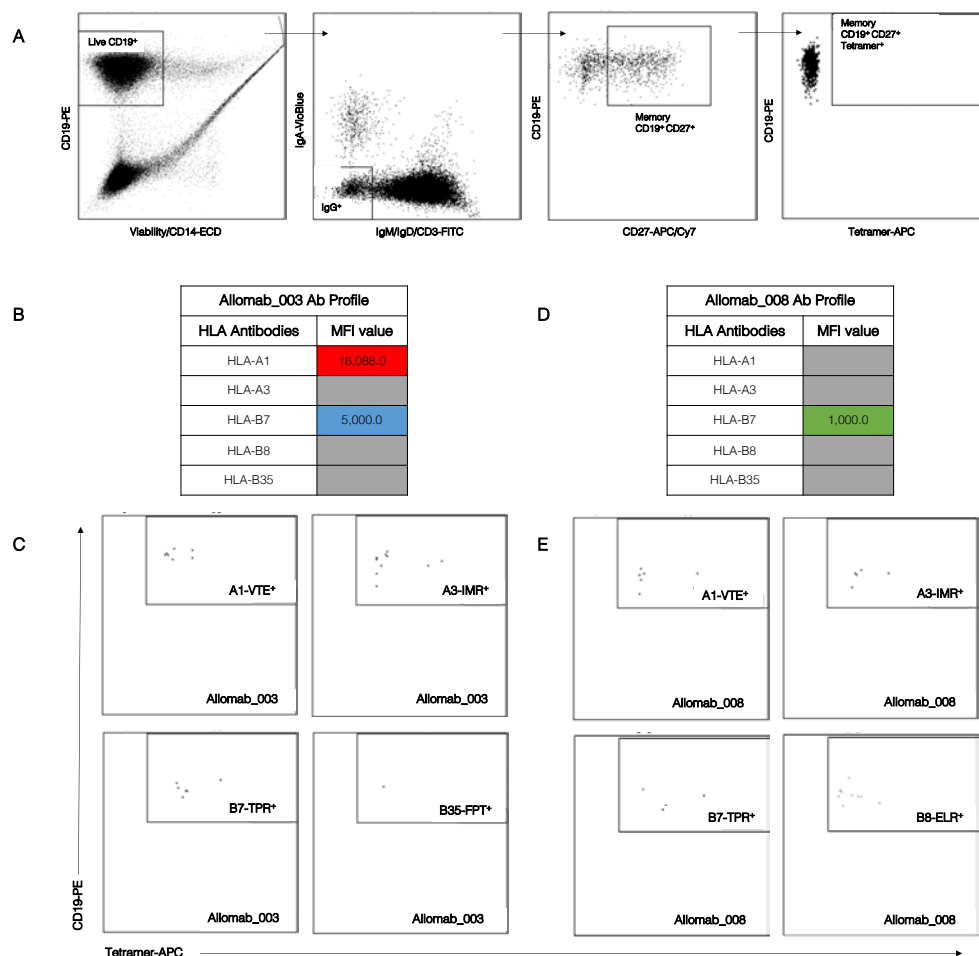 A
Live CD19⁺
CD19-PE
Viability/CD14-ECD
IgA-VioBlue
IgG⁺
IgM/IgD/CD3-FITC
CD19-PE
Memory
CD19⁺ CD27⁺
CD27-APC/Cy7
CD19-PE
Memory
CD19⁺ CD27⁺
Tetramer⁺
Tetramer-APC
B
Allomab_003 Ab Profile
HLA Antibodies MFI value
HLA-A1 16,088.0
HLA-A3
HLA-B7 5,000.0
HLA-B8
HLA-B35
D
Allomab_008 Ab Profile
HLA Antibodies MFI value
HLA-A1
HLA-A3
HLA-B7 1,000.0
HLA-B8
HLA-B35
C
A1-VTE⁺
Allomab_003
A3-IMR⁺
Allomab_003
B7-TPR⁺
Allomab_003
B35-FPT⁺
Allomab_003
E
A1-VTE⁺
Allomab_008
A3-IMR⁺
Allomab_008
B7-TPR⁺
Allomab_008
B8-ELR⁺
Allomab_008
CD19-PE
Tetramer-APC